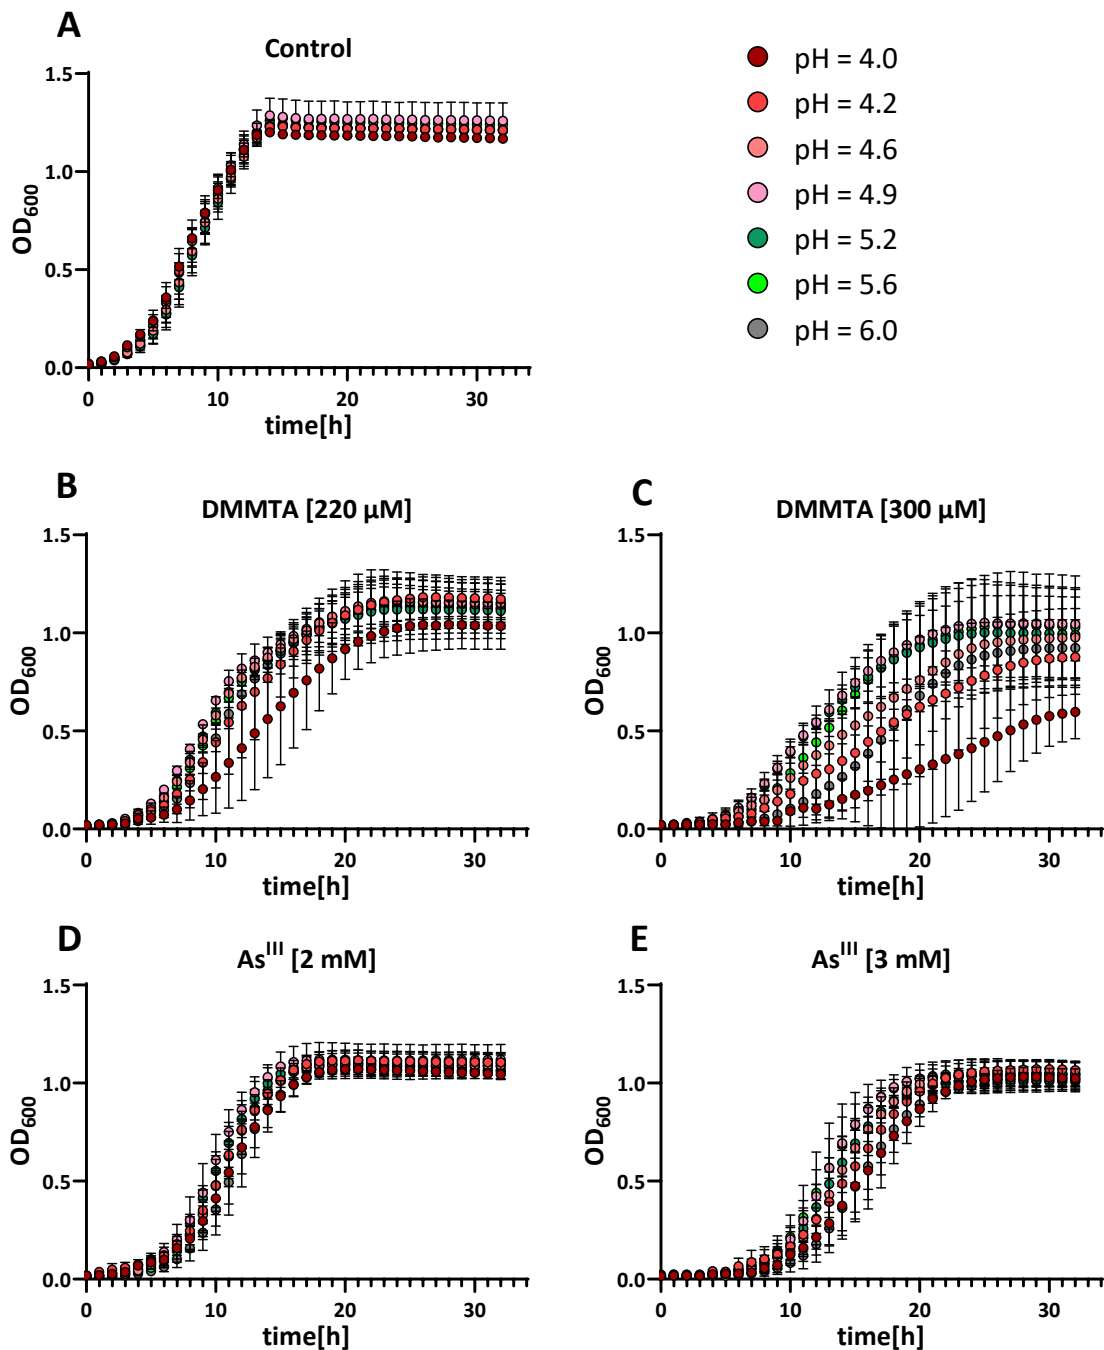 A
Control
1.5
1.0
0.5
0.0
OD600
0
10
20
30
time[h]
pH = 4.0
pH = 4.2
pH = 4.6
pH = 4.9
pH = 5.2
pH = 5.6
pH = 6.0
B
DMMTA [220 µM]
1.5
1.0
0.5
0.0
OD600
0
10
20
30
time[h]
C
DMMTA [300 µM]
1.5
1.0
0.5
0.0
OD600
0
10
20
30
time[h]
D
AsIII [2 mM]
1.5
1.0
0.5
0.0
OD600
0
10
20
30
time[h]
E
AsIII [3 mM]
1.5
1.0
0.5
0.0
OD600
0
10
20
30
time[h]